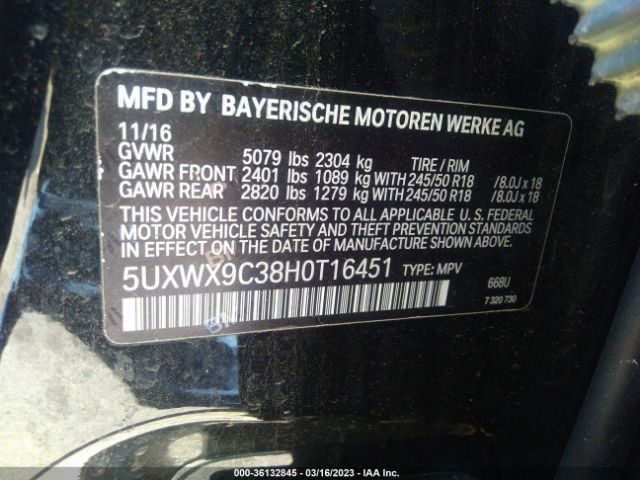 MFD BY BAYERISCHE MOTOREN WERKE AG
11/16
GVWR 5079 lbs 2304 kg TIRE / RIM
GAWR FRONT 2401 lbs 1089 kg WITH 245/50 R18 /8.0J x 18
GAWR REAR 2820 lbs 1279 kg WITH 245/50 R18 /8.0J x 18
THIS VEHICLE CONFORMS TO ALL APPLICABLE U. S. FEDERAL
MOTOR VEHICLE SAFETY AND THEFT PREVENTION STANDARDS
IN EFFECT ON THE DATE OF MANUFACTURE SHOWN ABOVE.
5UXWX9C38H0T16451 TYPE: MPV 668U
7 320 730
000-36132845 - 03/16/2023 - IAA Inc.